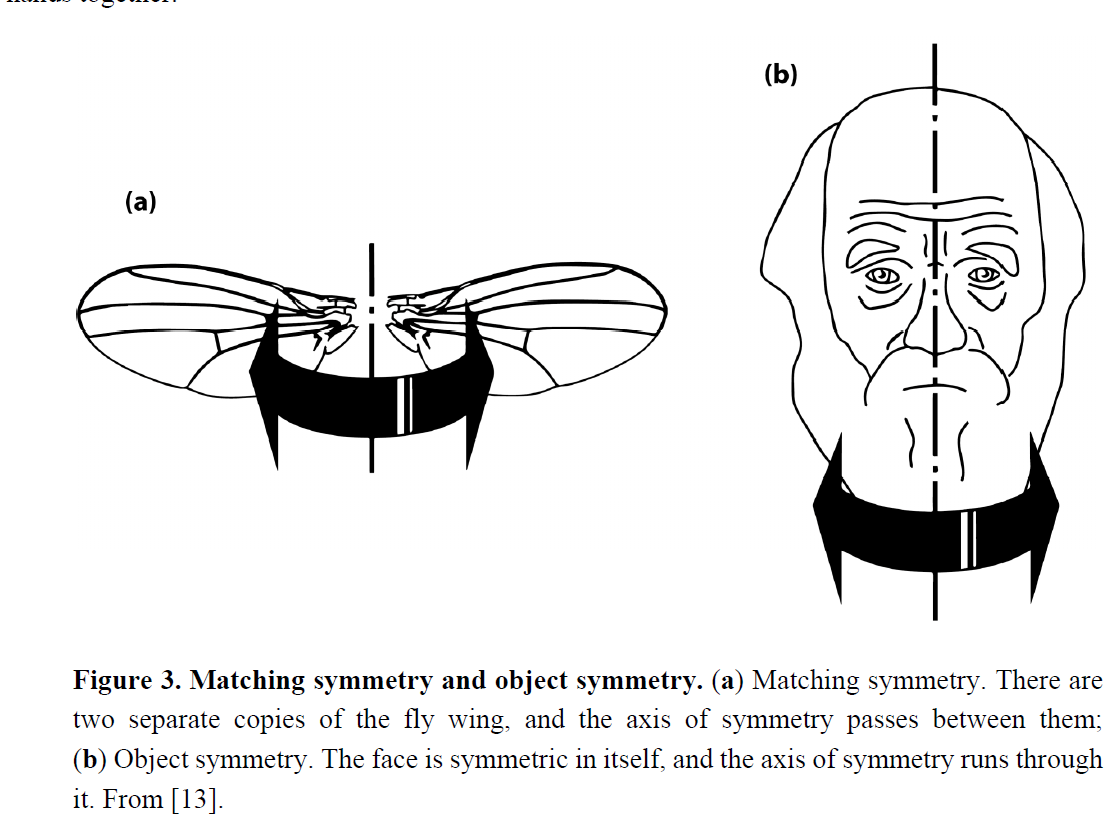 (b)
(a)
Figure 3. Matching symmetry and object symmetry. (a) Matching symmetry. There are
two separate copies of the fly wing, and the axis of symmetry passes between them;
(b) Object symmetry. The face is symmetric in itself, and the axis of symmetry runs through
it. From [13].